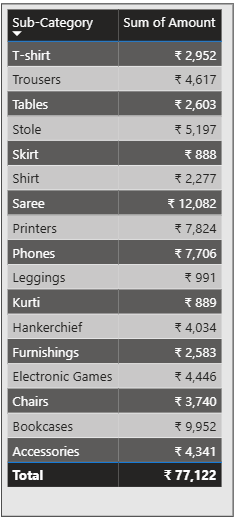 Sub-Category Sum of Amount
T-shirt ₹ 2,952
Trousers ₹ 4,617
Tables ₹ 2,603
Stole ₹ 5,197
Skirt ₹ 888
Shirt ₹ 2,277
Saree ₹ 12,082
Printers ₹ 7,824
Phones ₹ 7,706
Leggings ₹ 991
Kurti ₹ 889
Hankerchief ₹ 4,034
Furnishings ₹ 2,583
Electronic Games ₹ 4,446
Chairs ₹ 3,740
Bookcases ₹ 9,952
Accessories ₹ 4,341
Total ₹ 77,122